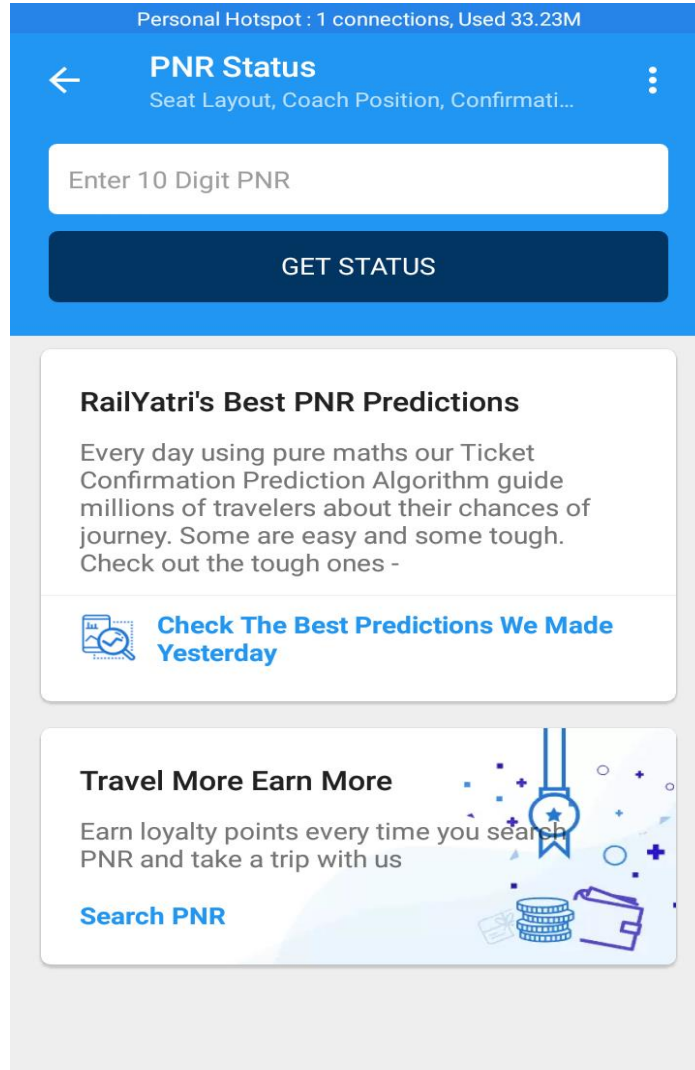 Personal Hotspot : 1 connections, Used 33.23M
PNR Status
Seat Layout, Coach Position, Confirmati...
Enter 10 Digit PNR
GET STATUS
RailYatri's Best PNR Predictions
Every day using pure maths our Ticket
Confirmation Prediction Algorithm guide
millions of travelers about their chances of
journey. Some are easy and some tough.
Check out the tough ones -
Check The Best Predictions We Made
Yesterday
Travel More Earn More
Earn loyalty points every time you search
PNR and take a trip with us
Search PNR